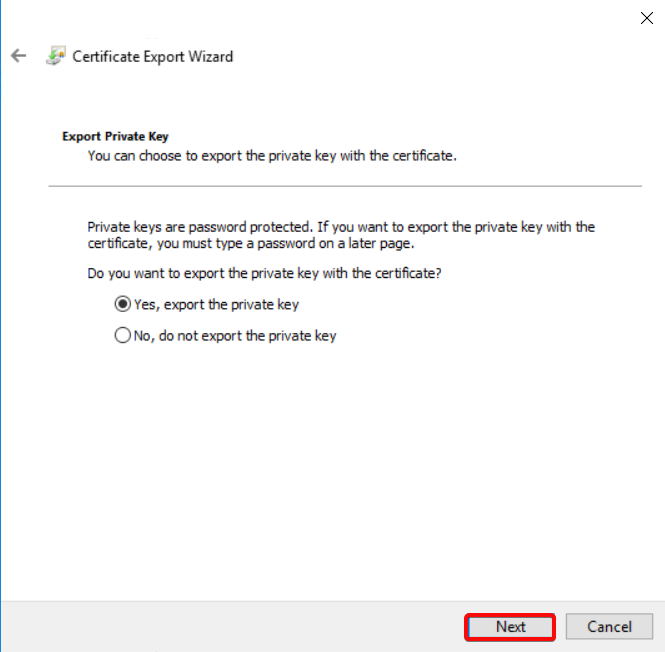 Certificate Export Wizard
Export Private Key
You can choose to export the private key with the certificate.
Private keys are password protected. If you want to export the private key with the
certificate, you must type a password on a later page.
Do you want to export the private key with the certificate?
Yes, export the private key
No, do not export the private key
Next
Cancel